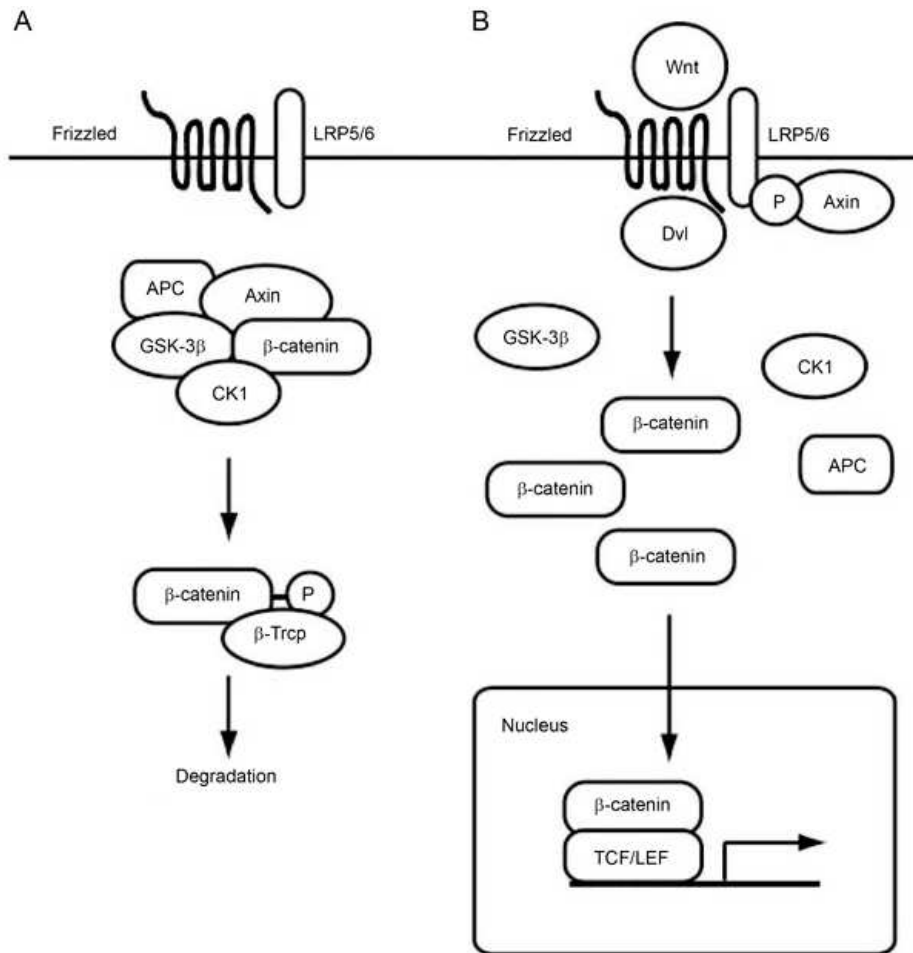 A
Frizzled
LRP5/6
APC
Axin
GSK-3β
β-catenin
CK1
β-catenin
P
β-Trcp
Degradation
B
Wnt
Frizzled
LRP5/6
P
Axin
Dvl
GSK-3β
CK1
β-catenin
APC
β-catenin
β-catenin
Nucleus
β-catenin
TCF/LEF